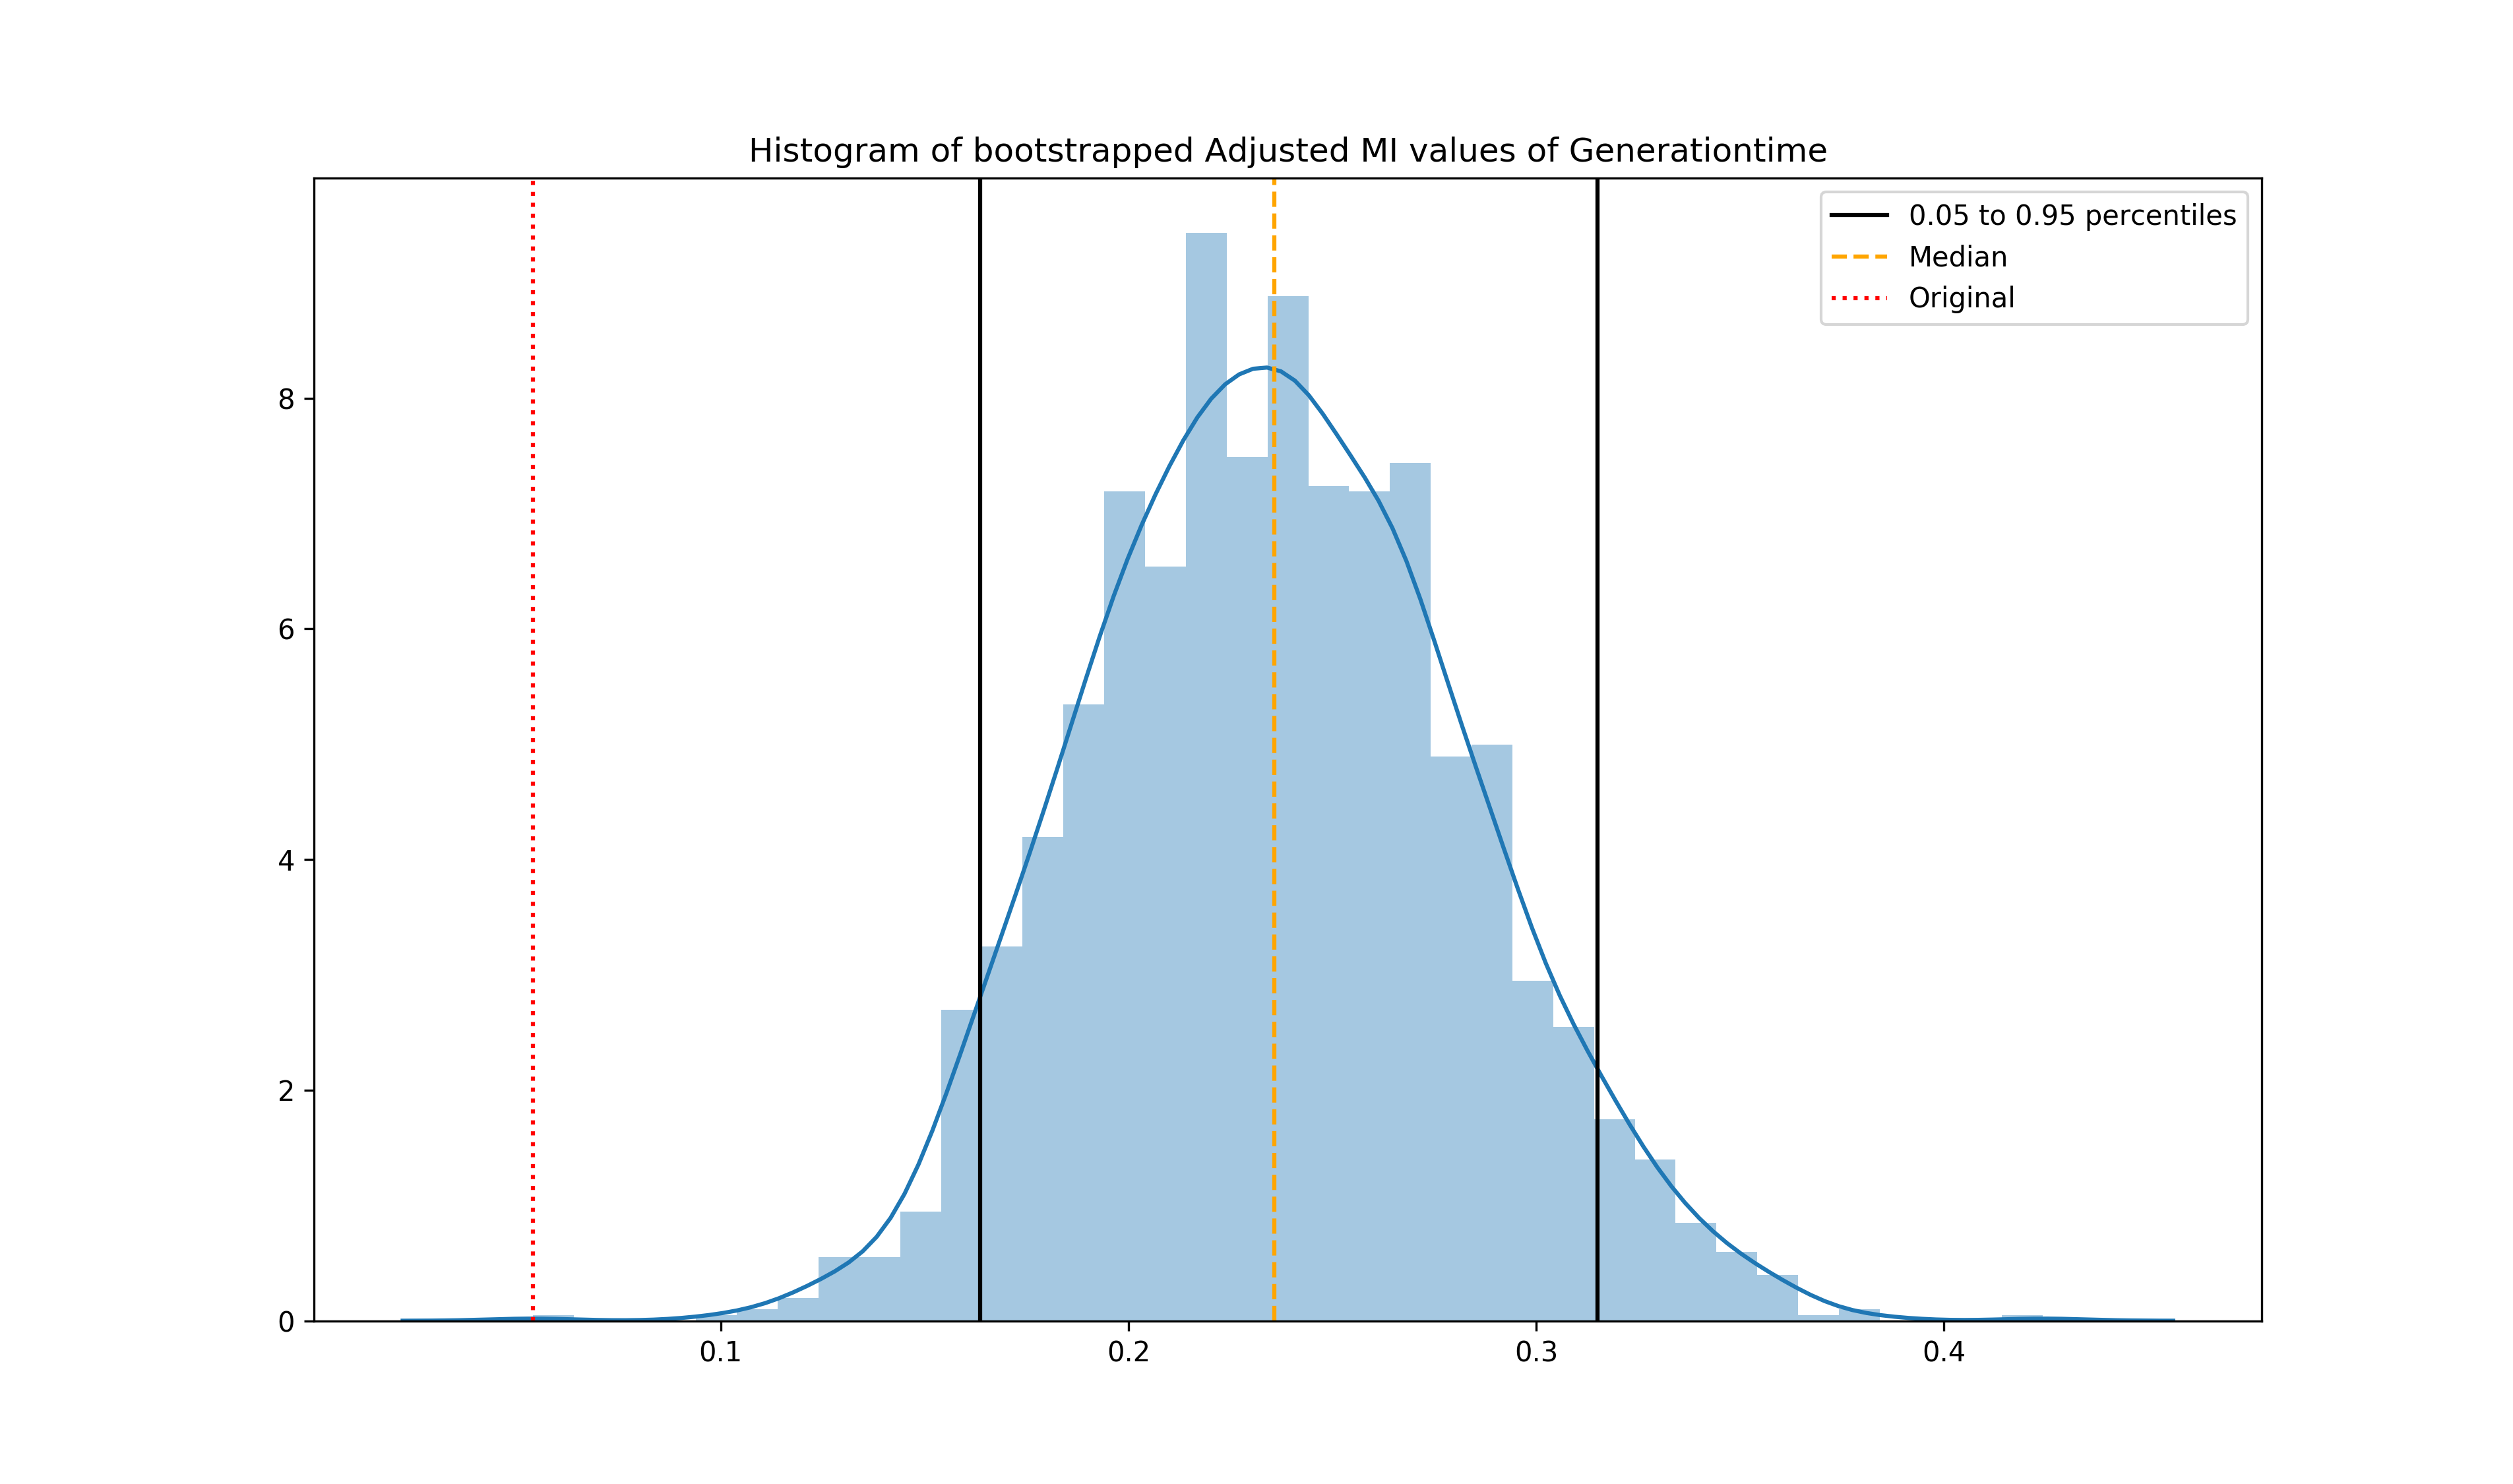 Histogram of bootstrapped Adjusted MI values of Generationtime
0.05 to 0.95 percentiles
Median
Original
8
6
4
2
0
0.1
0.2
0.3
0.4